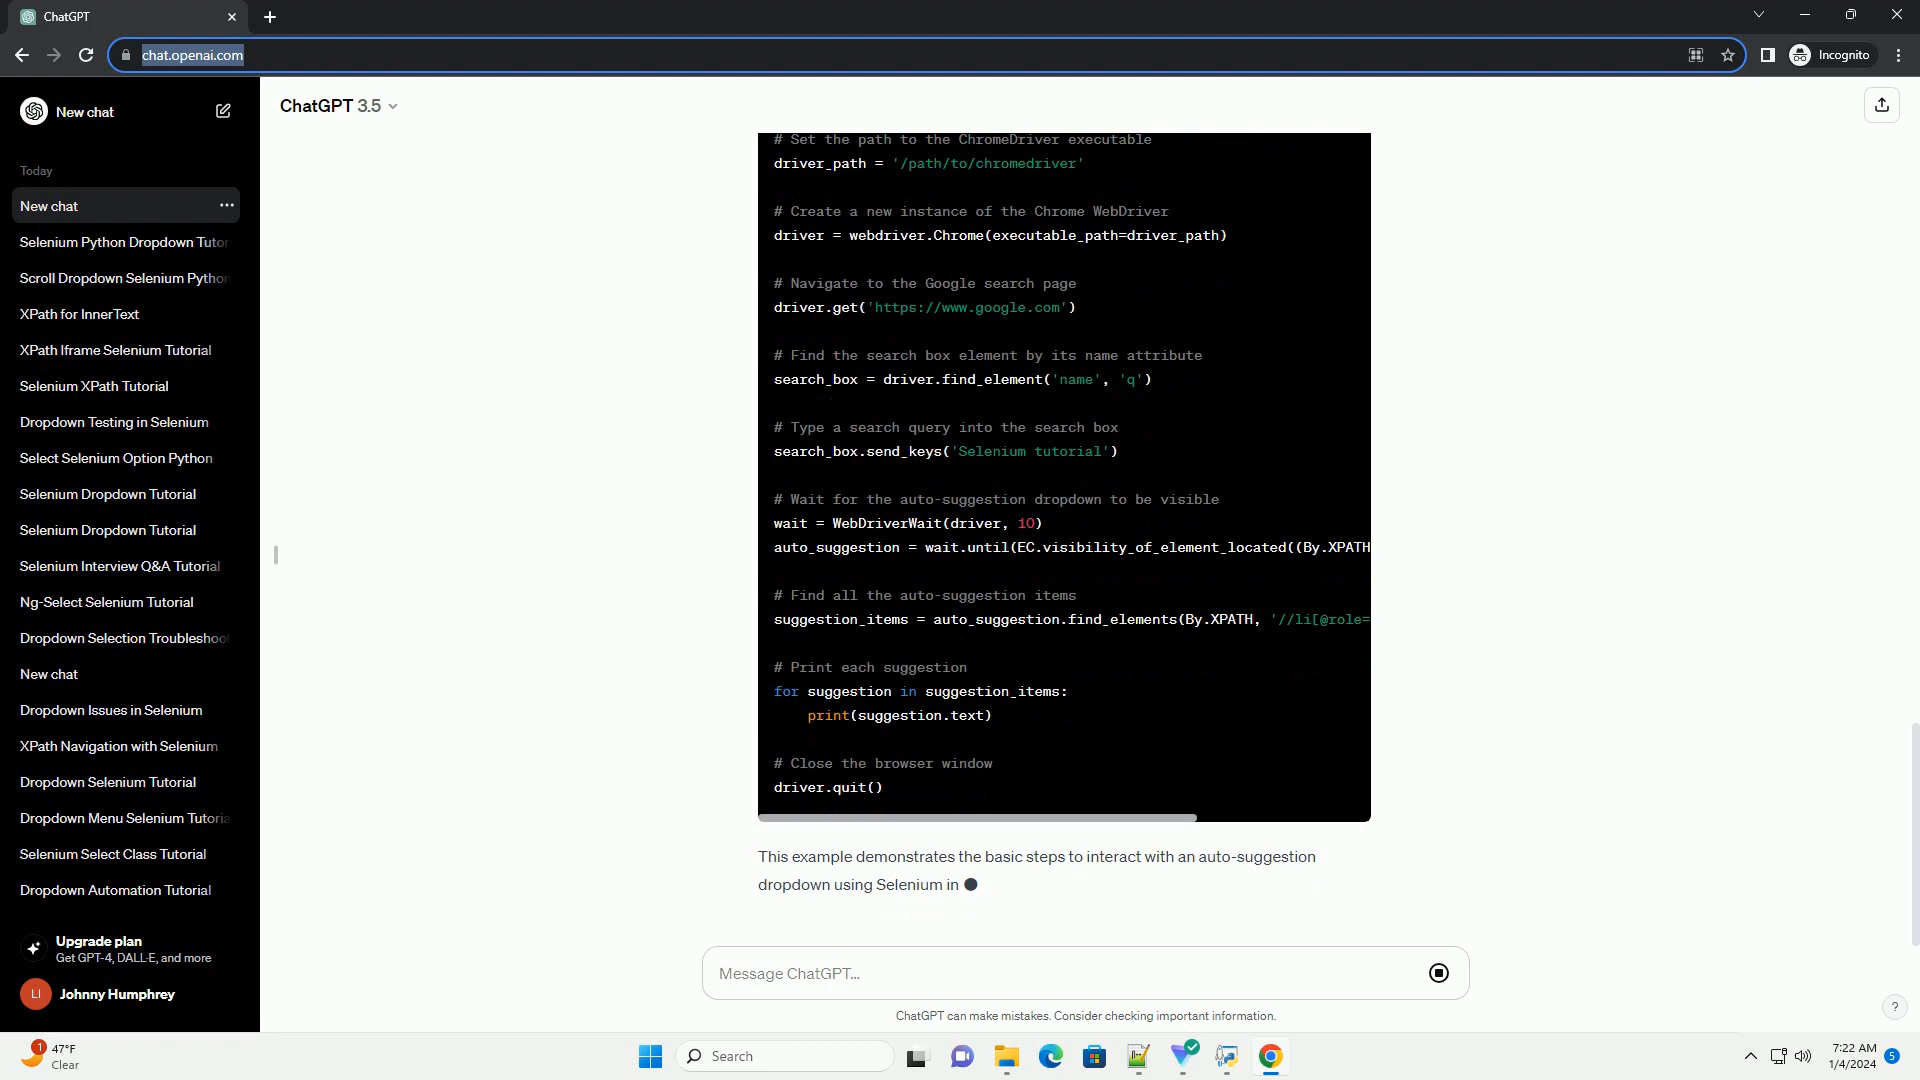 ChatGPT
chat.openai.com
Incognito
New chat
ChatGPT 3.5
Today
New chat
Selenium Python Dropdown Tutor
Scroll Dropdown Selenium Python
XPath for InnerText
XPath Iframe Selenium Tutorial
Selenium XPath Tutorial
Dropdown Testing in Selenium
Select Selenium Option Python
Selenium Dropdown Tutorial
Selenium Dropdown Tutorial
Selenium Interview Q&A Tutorial
Ng-Select Selenium Tutorial
Dropdown Selection Troubleshoot
New chat
Dropdown Issues in Selenium
XPath Navigation with Selenium
Dropdown Selenium Tutorial
Dropdown Menu Selenium Tutoria
Selenium Select Class Tutorial
Dropdown Automation Tutorial
Upgrade plan
Get GPT-4, DALL·E, and more
LI
Johnny Humphrey
# Set the path to the ChromeDriver executable
driver_path = '/path/to/chromedriver'
# Create a new instance of the Chrome WebDriver
driver = webdriver.Chrome(executable_path=driver_path)
# Navigate to the Google search page
driver.get('https://www.google.com')
# Find the search box element by its name attribute
search_box = driver.find_element('name', 'q')
# Type a search query into the search box
search_box.send_keys('Selenium tutorial')
# Wait for the auto-suggestion dropdown to be visible
wait = WebDriverWait(driver, 10)
auto_suggestion = wait.until(EC.visibility_of_element_located((By.XPATH
# Find all the auto-suggestion items
suggestion_items = auto_suggestion.find_elements(By.XPATH, '//li[@role=
# Print each suggestion
for suggestion in suggestion_items:
print(suggestion.text)
# Close the browser window
driver.quit()
This example demonstrates the basic steps to interact with an auto-suggestion
dropdown using Selenium in
Message ChatGPT...
ChatGPT can make mistakes. Consider checking important information.
?
1
47°F
Clear
Search
7:22 AM
1/4/2024
5